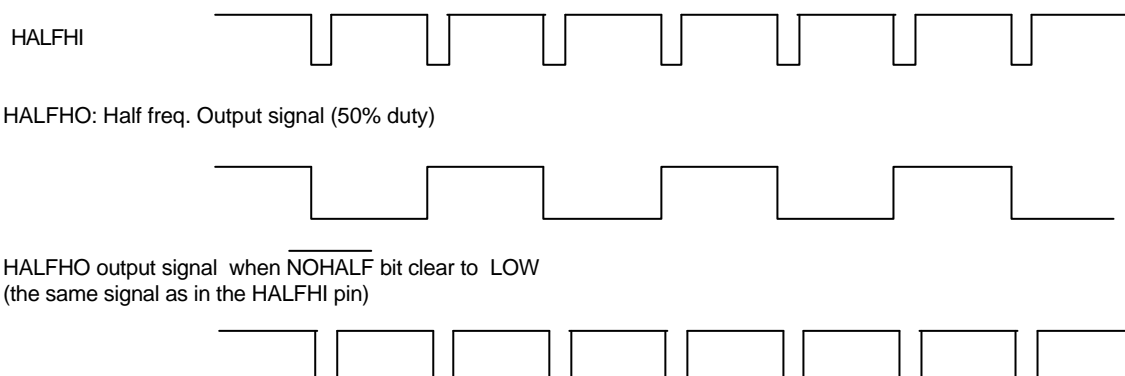 HALFHI
HALFHO: Half freq. Output signal (50% duty)
HALFHO output signal when NOHALF bit clear to LOW
(the same signal as in the HALFHI pin)